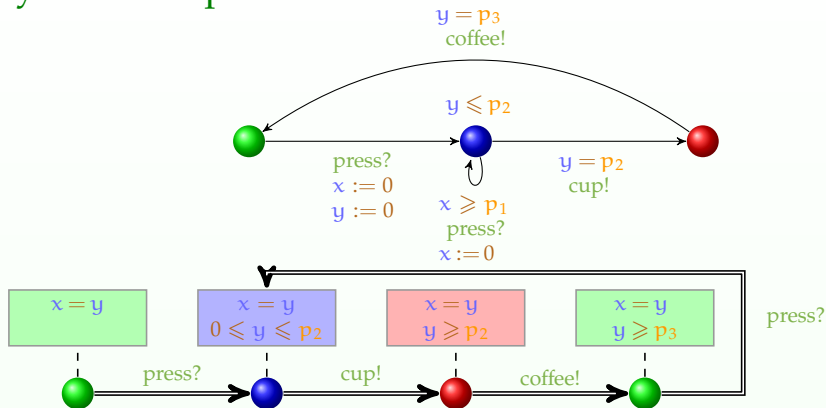 y = p₃
coffee!
y ⩽ p₂
press?
x := 0
y := 0
y = p₂
cup!
x ⩾ p₁
press?
x := 0
x = y
x = y
0 ⩽ y ⩽ p₂
x = y
y ⩾ p₂
x = y
y ⩾ p₃
press?
press?
cup!
coffee!